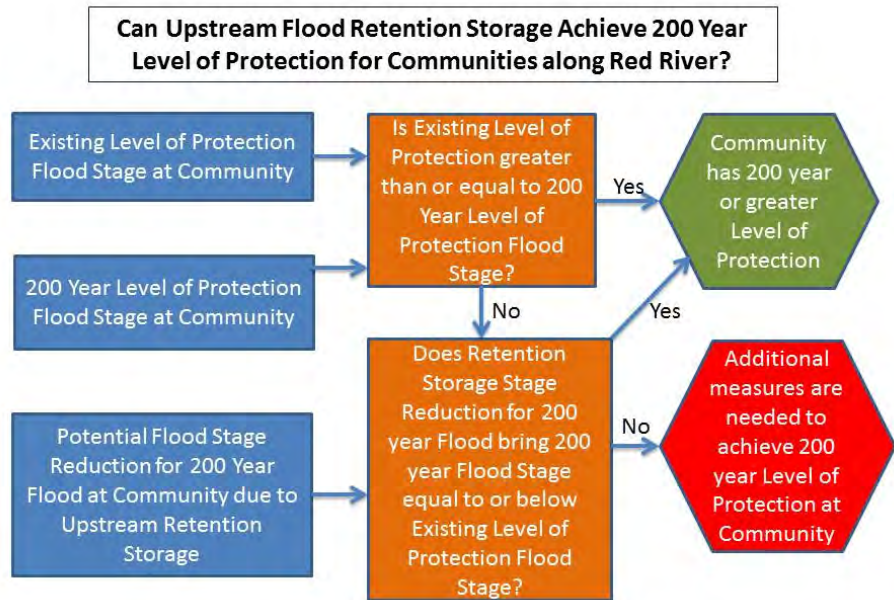 Can Upstream Flood Retention Storage Achieve 200 Year
Level of Protection for Communities along Red River?
Existing Level of Protection
Flood Stage at Community
Is Existing Level of
Protection greater
than or equal to 200
Year Level of
Protection Flood
Stage?
Yes
Community
has 200 year
or greater
Level of
Protection
200 Year Level of Protection
Flood Stage at Community
No
Yes
Potential Flood Stage
Reduction for 200 Year
Flood at Community due to
Upstream Retention
Storage
Does Retention
Storage Stage
Reduction for 200
year Flood bring 200
year Flood Stage
equal to or below
Existing Level of
Protection Flood
Stage?
No
Additional
measures are
needed to
achieve 200
year Level of
Protection at
Community